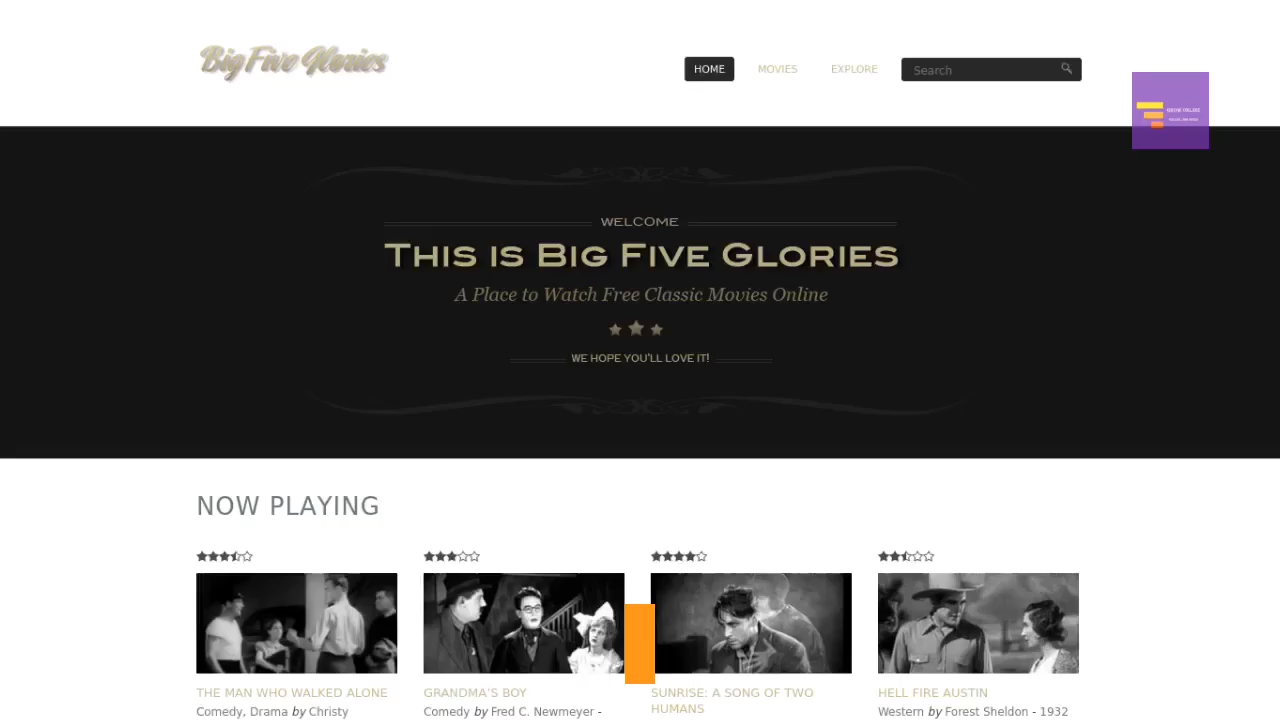 Big Five Glories
HOME
MOVIES
EXPLORE
Search
WELCOME
THIS IS BIG FIVE GLORIES
A Place to Watch Free Classic Movies Online
WE HOPE YOU'LL LOVE IT!
NOW PLAYING
THE MAN WHO WALKED ALONE
Comedy, Drama by Christy
GRANDMA'S BOY
Comedy by Fred C. Newmeyer -
SUNRISE: A SONG OF TWO
HUMANS
HELL FIRE AUSTIN
Western by Forest Sheldon - 1932